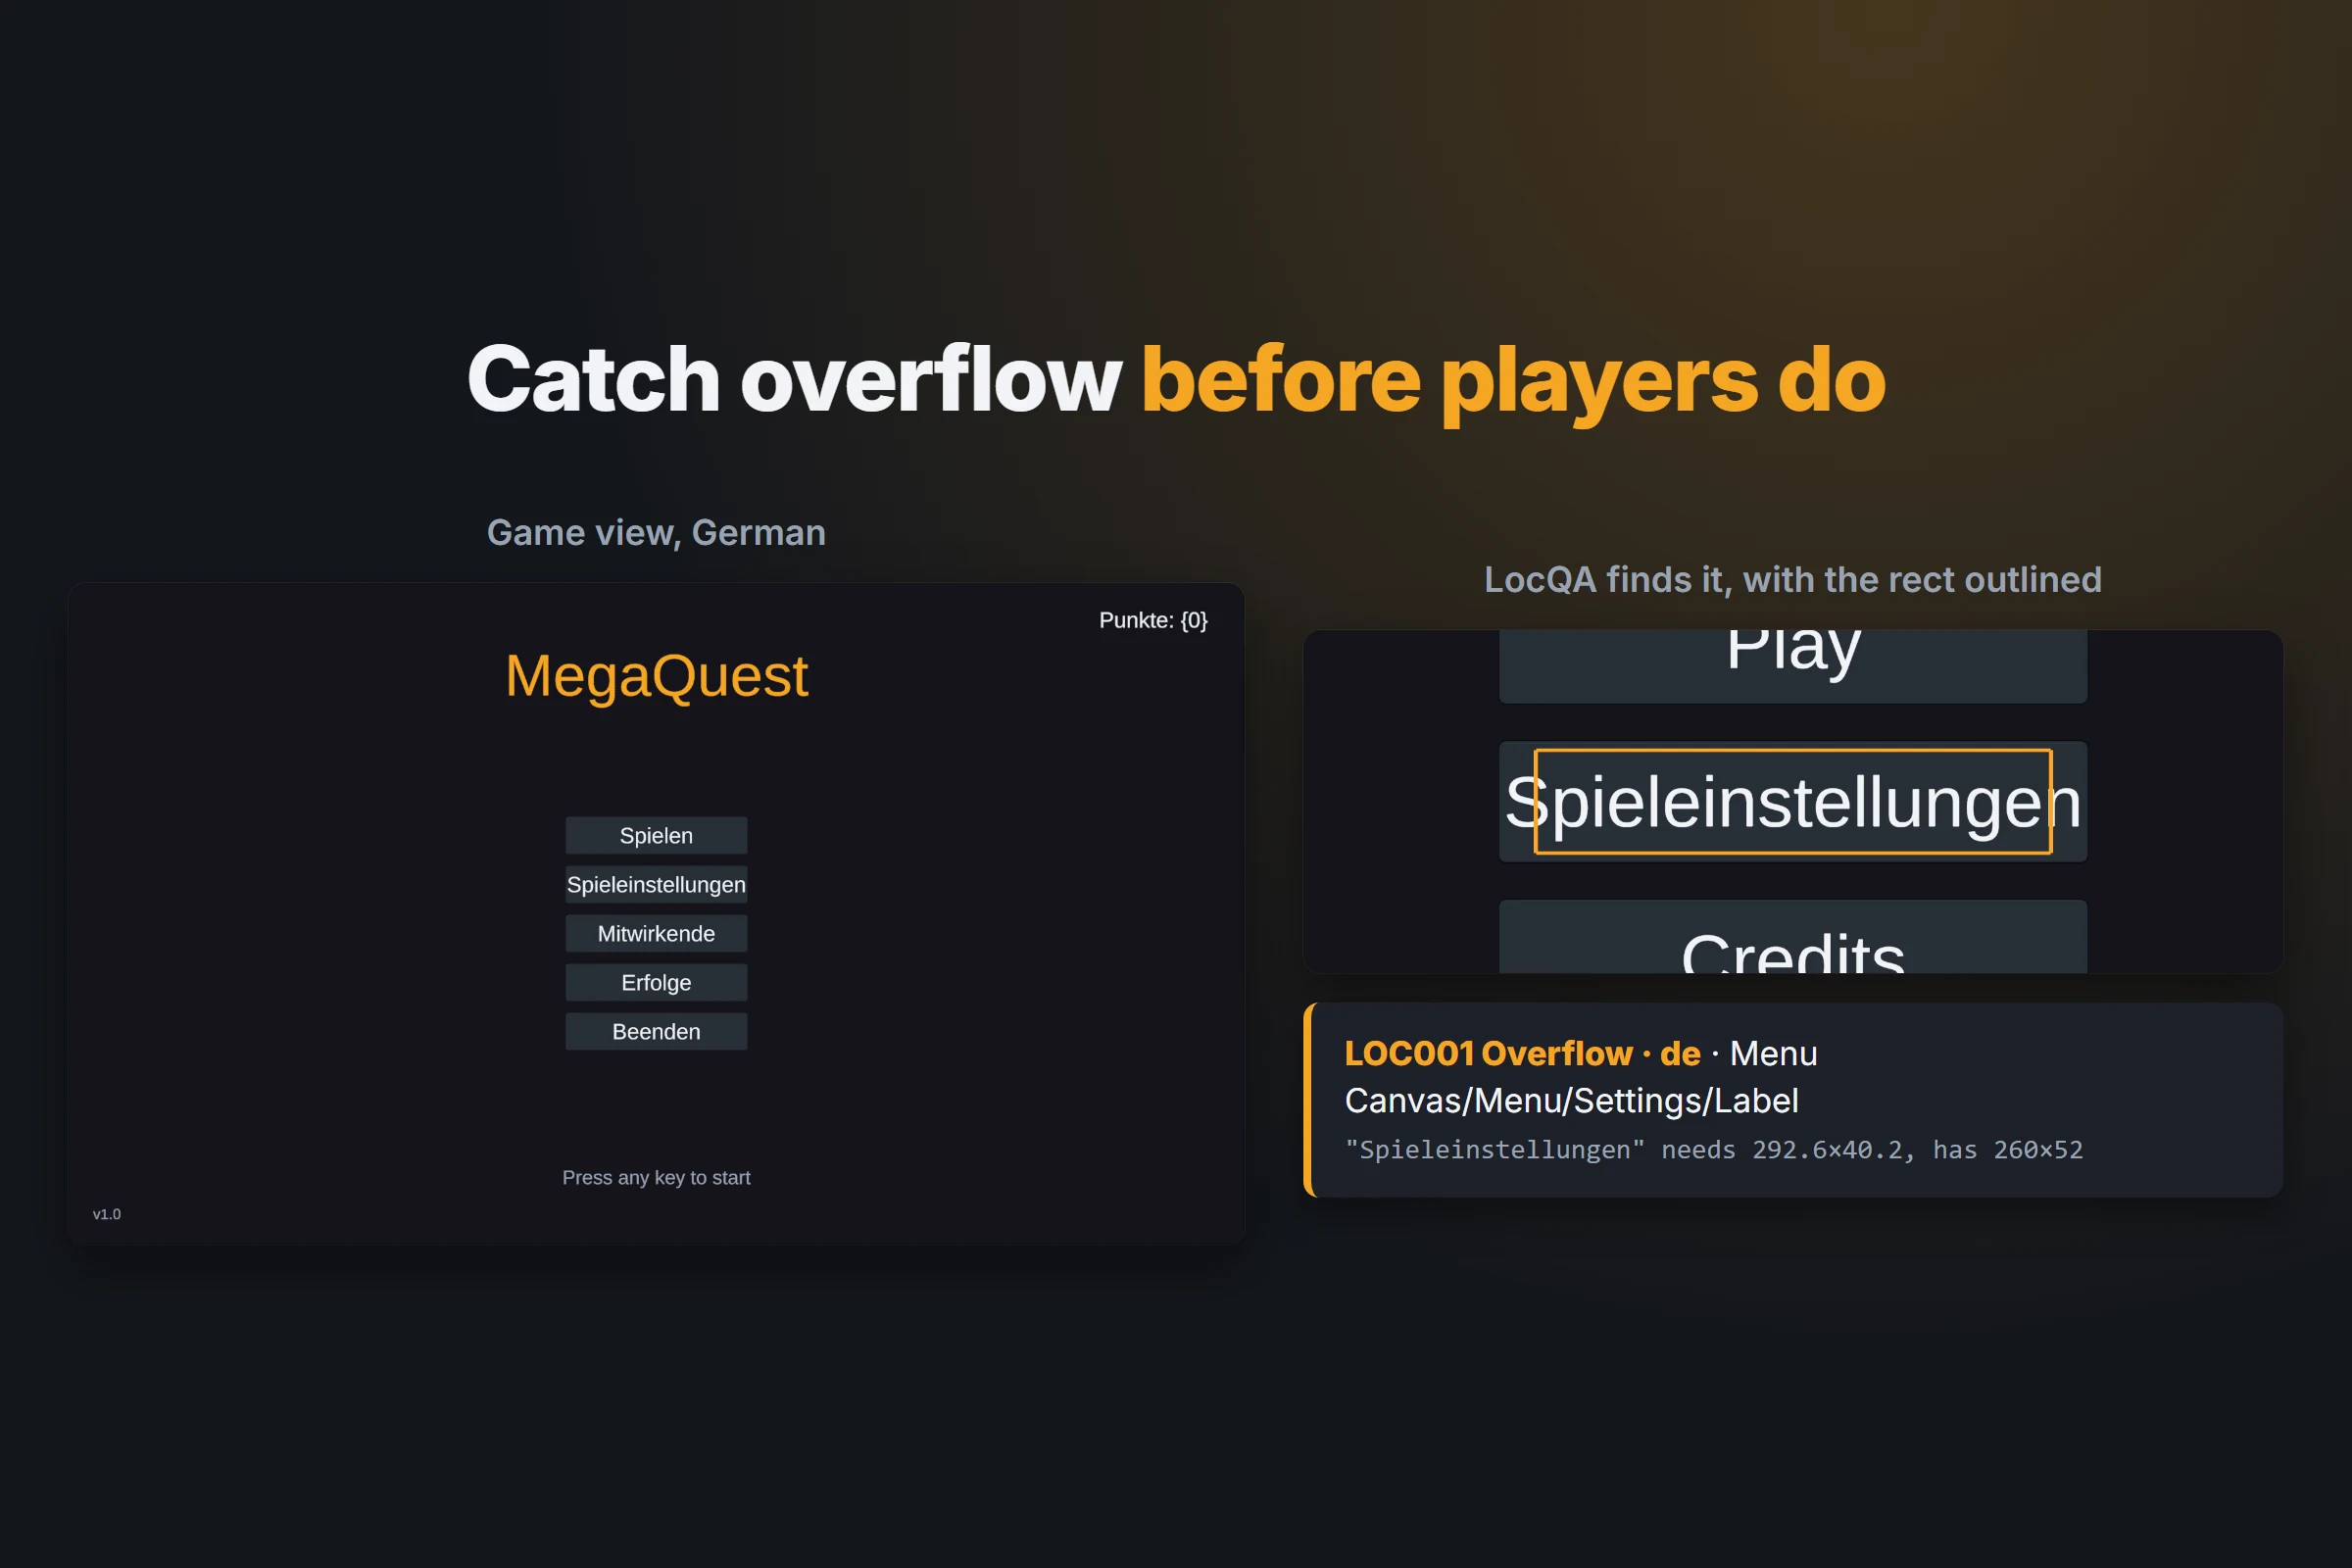 Catch overflow before players do
Game view, German
Punkte: {0}
MegaQuest
Spielen
Spieleinstellungen
Mitwirkende
Erfolge
Beenden
Press any key to start
v1.0
LocQA finds it, with the rect outlined
Play
Spieleinstellungen
Credits
LOC001 Overflow · de · Menu
Canvas/Menu/Settings/Label
"Spieleinstellungen" needs 292.6×40.2, has 260×52